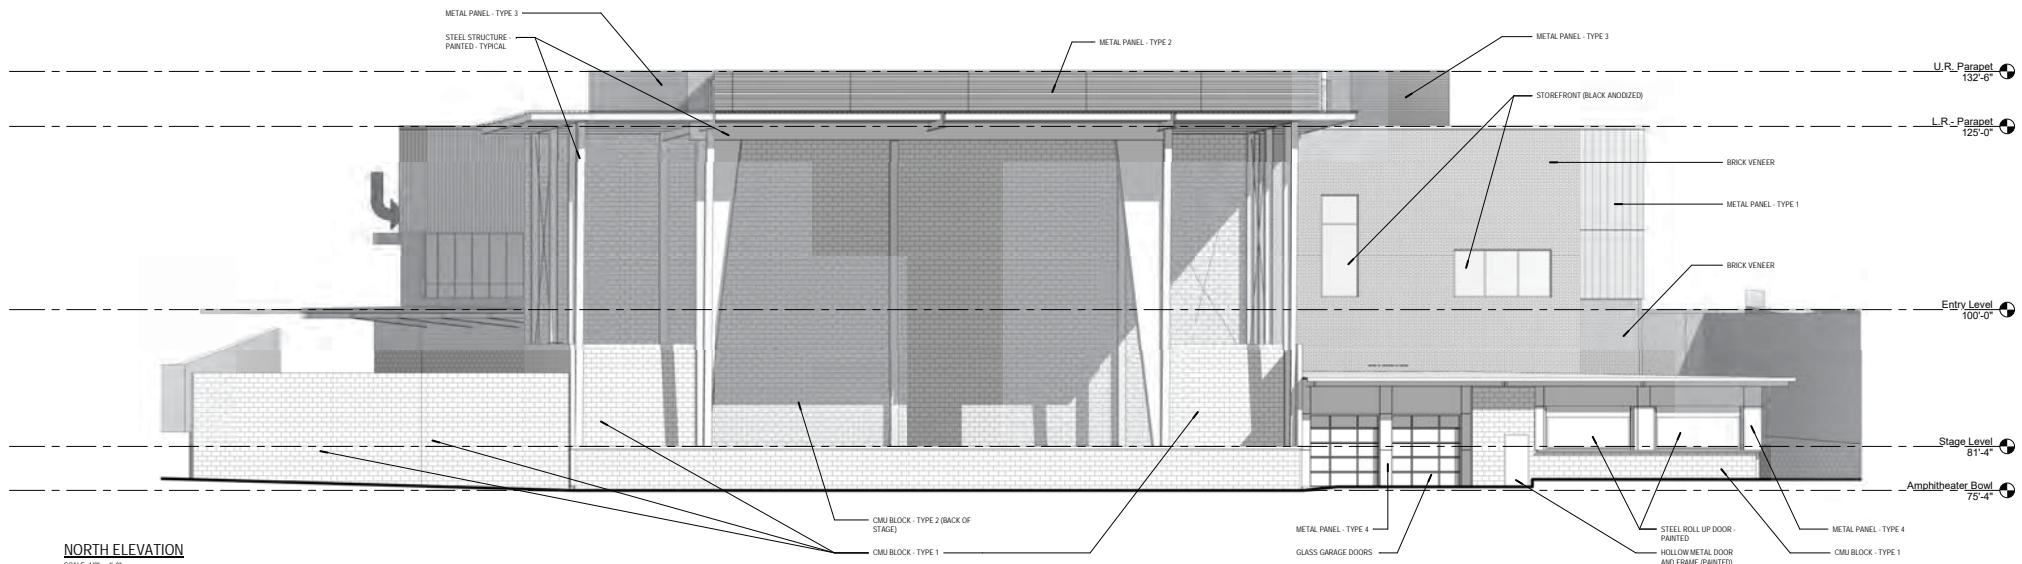 METAL PANEL - TYPE 3
STEEL STRUCTURE -
PAINTED - TYPICAL
METAL PANEL - TYPE 2
METAL PANEL - TYPE 3
U.R. Parapet
132'-6"
STOREFRONT (BLACK ANODIZED)
L.R.- Parapet
125'-0"
BRICK VENEER
METAL PANEL - TYPE 1
BRICK VENEER
Entry Level
100'-0"
Stage Level
81'-4"
Amphitheater Bowl
75'-4"
CMU BLOCK - TYPE 2 (BACK OF
STAGE)
CMU BLOCK - TYPE 1
METAL PANEL - TYPE 4
GLASS GARAGE DOORS
STEEL ROLL UP DOOR -
PAINTED
HOLLOW METAL DOOR
AND FRAME (PAINTED)
METAL PANEL - TYPE 4
CMU BLOCK - TYPE 1
NORTH ELEVATION